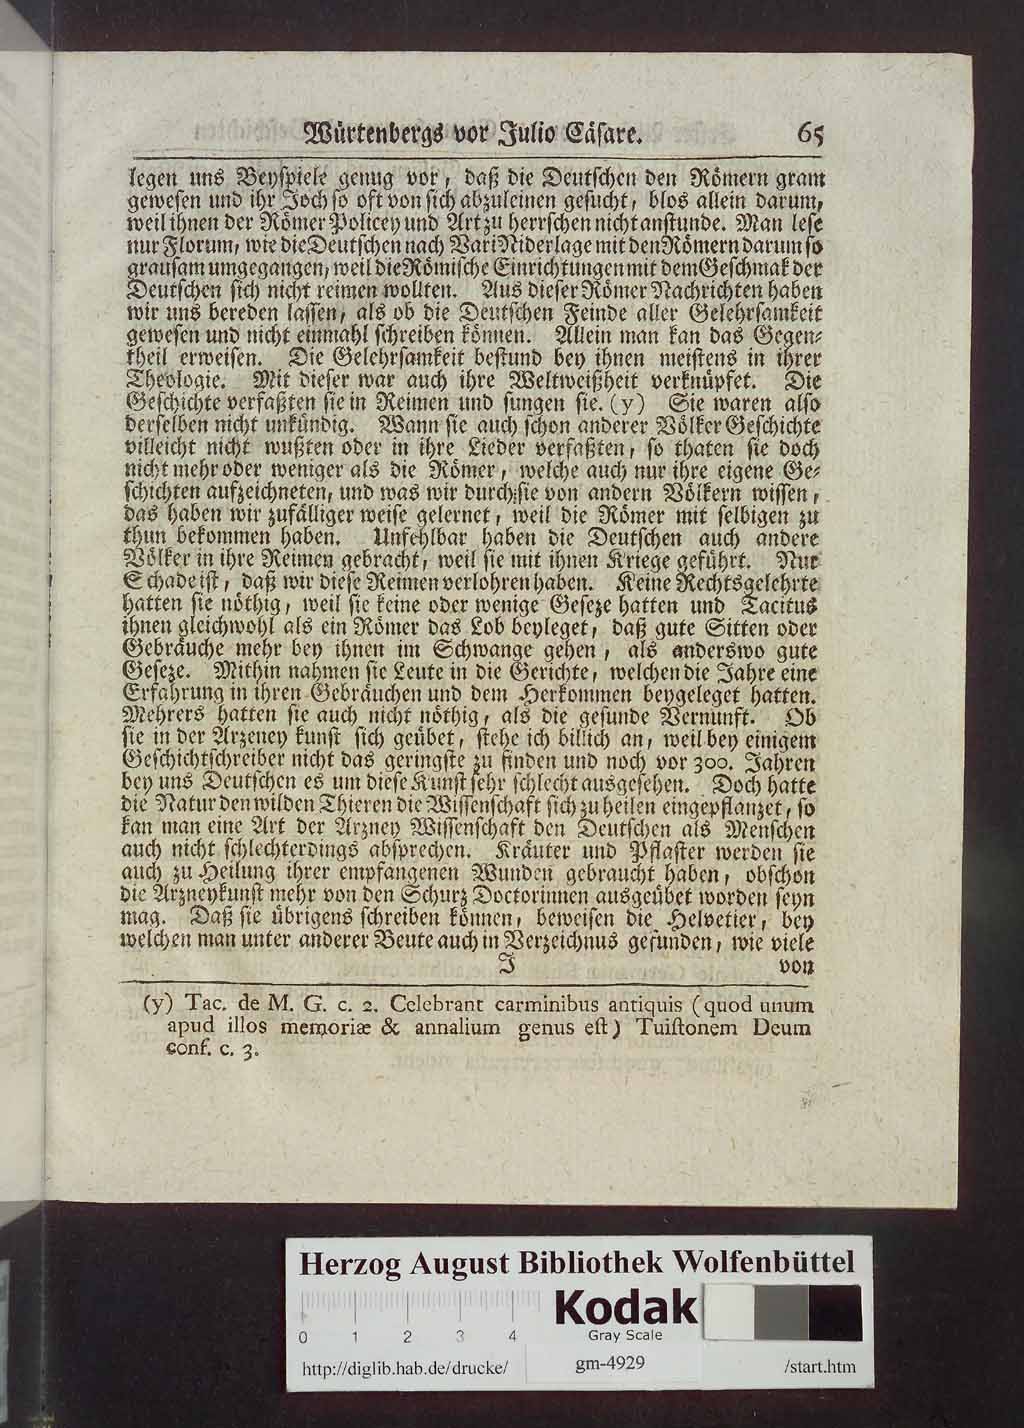 Würtenbergs vor Julio Cäsare. 65
legen uns Beyspiele genug vor, daß die Deutschen den Römern gram
gewesen und ihr Joch so oft von sich abzuleinen gesucht, blos allein darum,
weil ihnen der Römer Policey und Art zu herrschen nicht anstunde. Man lese
nur Florum, wie die Deutschen nach Vari Niderlage mit den Römern darum so
grausam umgegangen, weil die Römische Einrichtungen mit dem Geschmak der
Deutschen sich nicht reimen wollten. Aus dieser Römer Nachrichten haben
wir uns bereden lassen, als ob die Deutschen Feinde aller Gelehrsamkeit
gewesen und nicht einmahl schreiben können. Allein man kan das Gegen-
theil erweisen. Die Gelehrsamkeit bestund bey ihnen meistens in ihrer
Theologie. Mit dieser war auch ihre Weltweißheit verknüpfet. Die
Geschichte verfaßten sie in Reimen und sungen sie. (y) Sie waren also
derselben nicht unkündig. Wann sie auch schon anderer Völker Geschichte
villeicht nicht wußten oder in ihre Lieder verfaßten, so thaten sie doch
nicht mehr oder weniger als die Römer, welche auch nur ihre eigene Ge-
schichten aufzeichneten, und was wir durch sie von andern Völkern wissen,
das haben wir zufälliger weise gelernet, weil die Römer mit selbigen zu
thun bekommen haben. Unfehlbar haben die Deutschen auch andere
Völker in ihre Reimen gebracht, weil sie mit ihnen Kriege geführt. Nur
Schade ist, daß wir diese Reimen verlohren haben. Keine Rechtsgelehrte
hatten sie nöthig, weil sie keine oder wenige Geseze hatten und Tacitus
ihnen gleichwohl als ein Römer das Lob beyleget, daß gute Sitten oder
Gebräuche mehr bey ihnen im Schwange gehen, als anderswo gute
Geseze. Mithin nahmen sie Leute in die Gerichte, welchen die Jahre eine
Erfahrung in ihren Gebräuchen und dem Herkommen beygeleget hatten.
Mehrers hatten sie auch nicht nöthig, als die gesunde Vernunft. Ob
sie in der Arzeney kunst sich geübet, stehe ich billich an, weil bey einigem
Geschichtschreiber nicht das geringste zu finden und noch vor 300. Jahren
bey uns Deutschen es um diese Kunst sehr schlecht ausgesehen. Doch hatte
die Natur den wilden Thieren die Wissenschaft sich zu heilen eingepflanzet, so
kan man eine Art der Arzney Wissenschaft den Deutschen als Menschen
auch nicht schlechterdings absprechen. Kräuter und Pflaster werden sie
auch zu Heilung ihrer empfangenen Wunden gebraucht haben, obschon
die Arzneykunst mehr von den Schurz Doctorinnen ausgeübet worden seyn
mag. Daß sie übrigens schreiben können, beweisen die Helvetier, bey
welchen man unter anderer Beute auch in Verzeichnus gefunden, wie viele
J von
(y) Tac. de M. G. c. 2. Celebrant carminibus antiquis (quod unum
apud illos memoriæ & annalium genus est) Tuistonem Deum
conf. c. 3.
Herzog August Bibliothek Wolfenbüttel
Kodak
Gray Scale
0 1 2 3 4
http://diglib.hab.de/drucke/ gm-4929 /start.htm